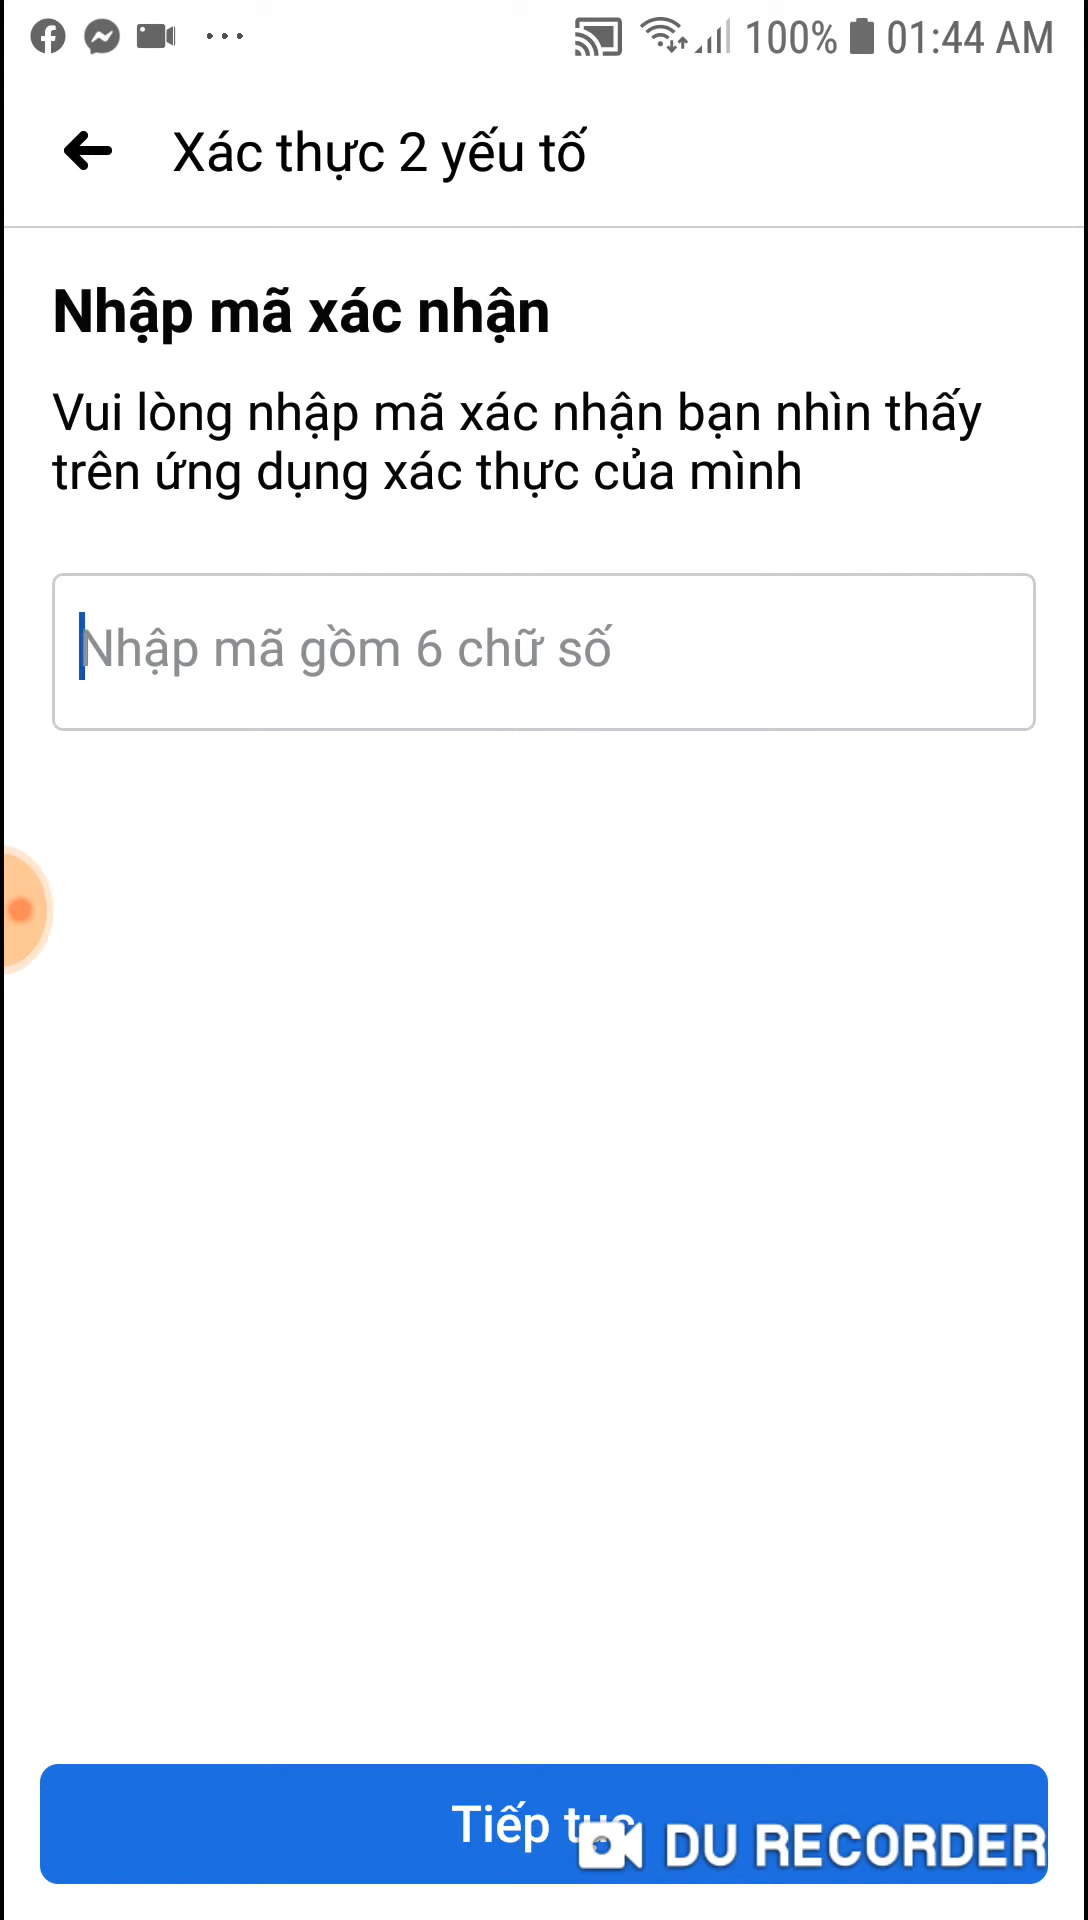 100% 01:44 AM
Xác thực 2 yếu tố
Nhập mã xác nhận
Vui lòng nhập mã xác nhận bạn nhìn thấy
trên ứng dụng xác thực của mình
Nhập mã gồm 6 chữ số
Tiếp tục
DU RECORDER